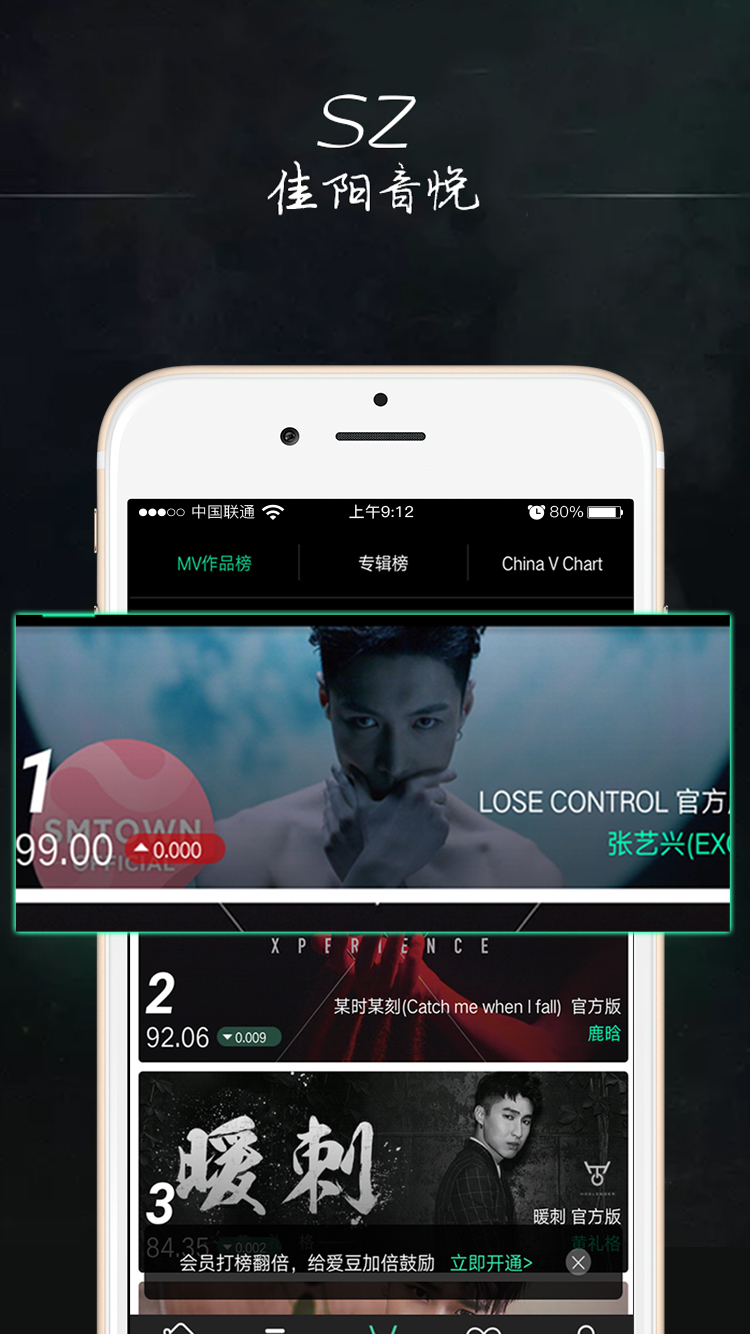 SZ
佳阳音悦
中国联通 上午9:12 80%
MV作品榜 专辑榜 China V Chart
1
SMTOWN
OFFICIAL
LOSE CONTROL 官方
99.00 0.000
张艺兴(EXO
XPERIENCE
2
某时某刻(Catch me when I fall) 官方版
92.06 0.009
鹿晗
暖刺
3
暖刺 官方版
84.35 0.002
黄礼格
会员打榜翻倍，给爱豆加倍鼓励 立即开通>